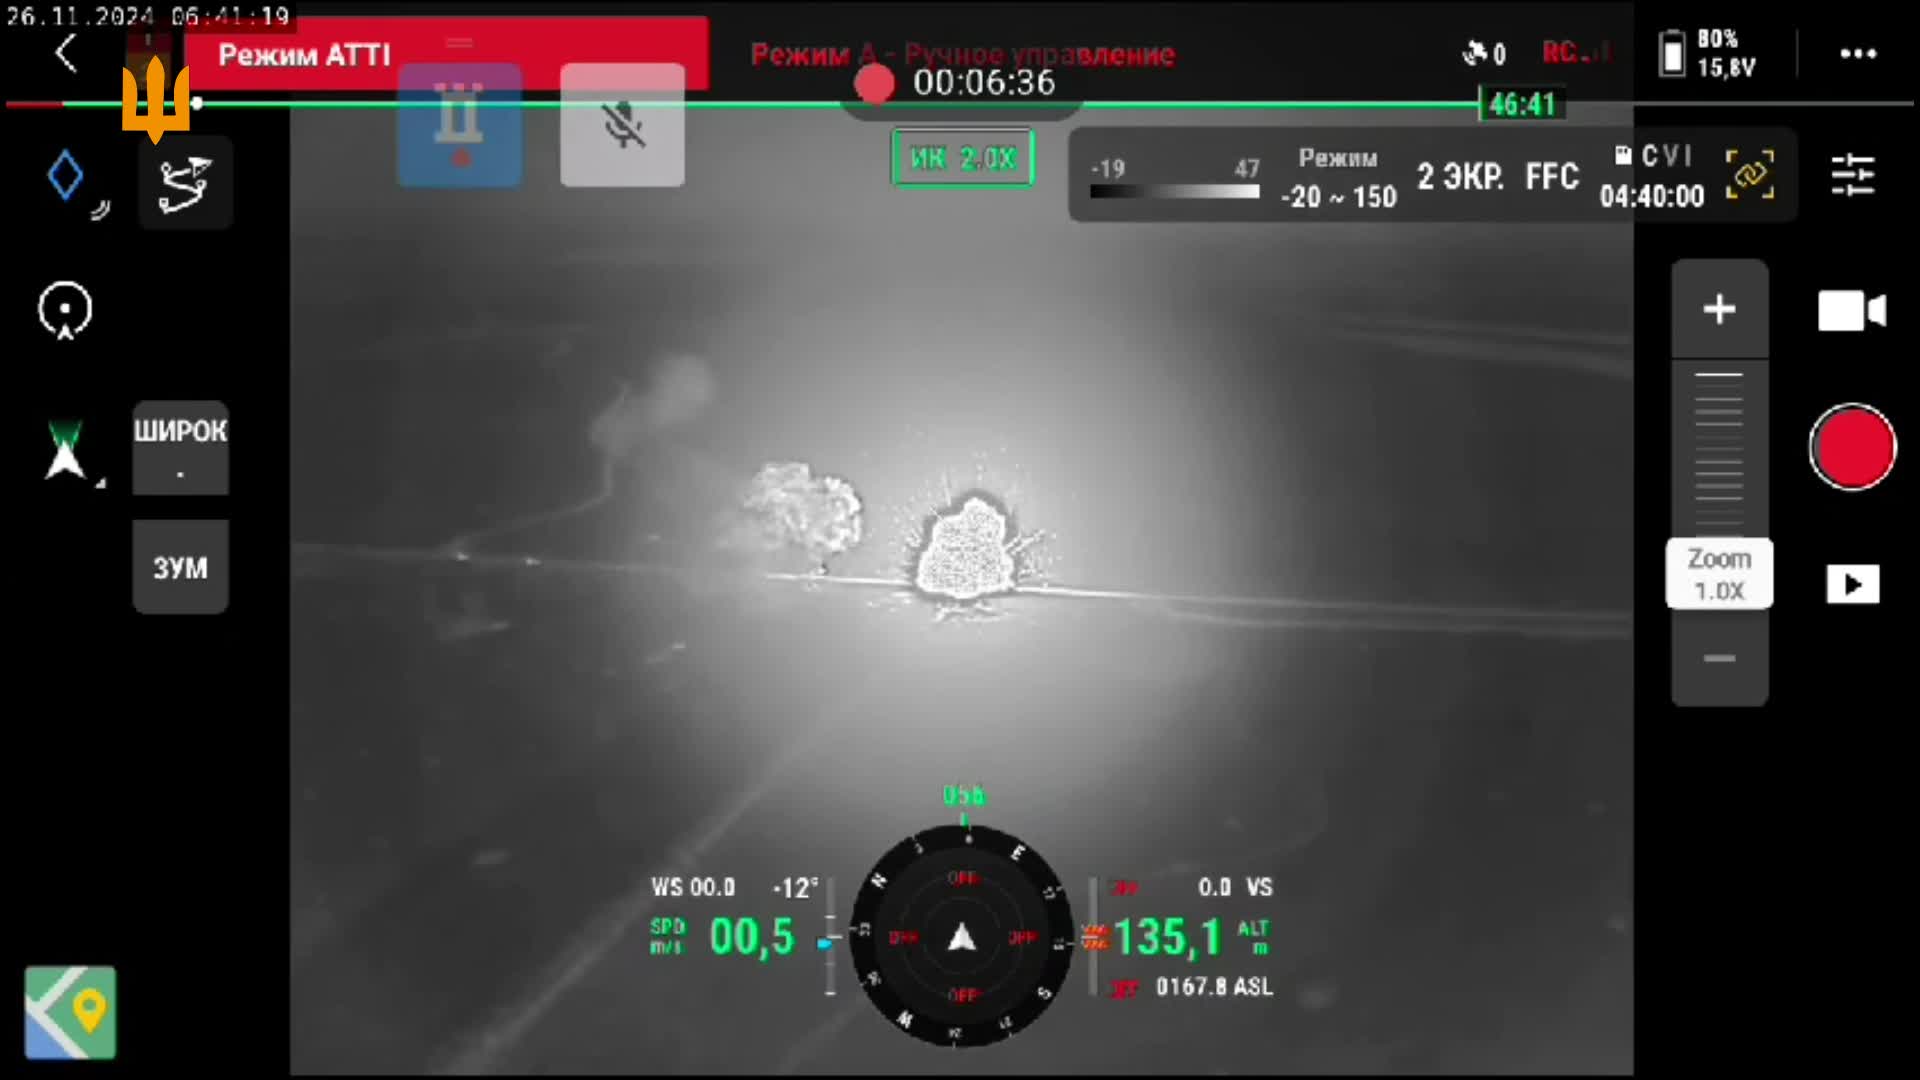 26.11.2024 06:41:19
Режим ATTI
Режим А - Ручное управление
00:06:36
0
RC
80%
15,8V
46:41
ИК 2.0X
-19
47
Режим
-20 ~ 150
2 ЭКР.
FFC
CVI
04:40:00
ШИРОК
ЗУМ
Zoom
1.0X
056
N
E
S
W
OFF
OFF
OFF
OFF
WS 00.0
-12°
SPD
m/s
00,5
OFF
0.0 VS
135,1
ALT
m
OFF
0167.8 ASL